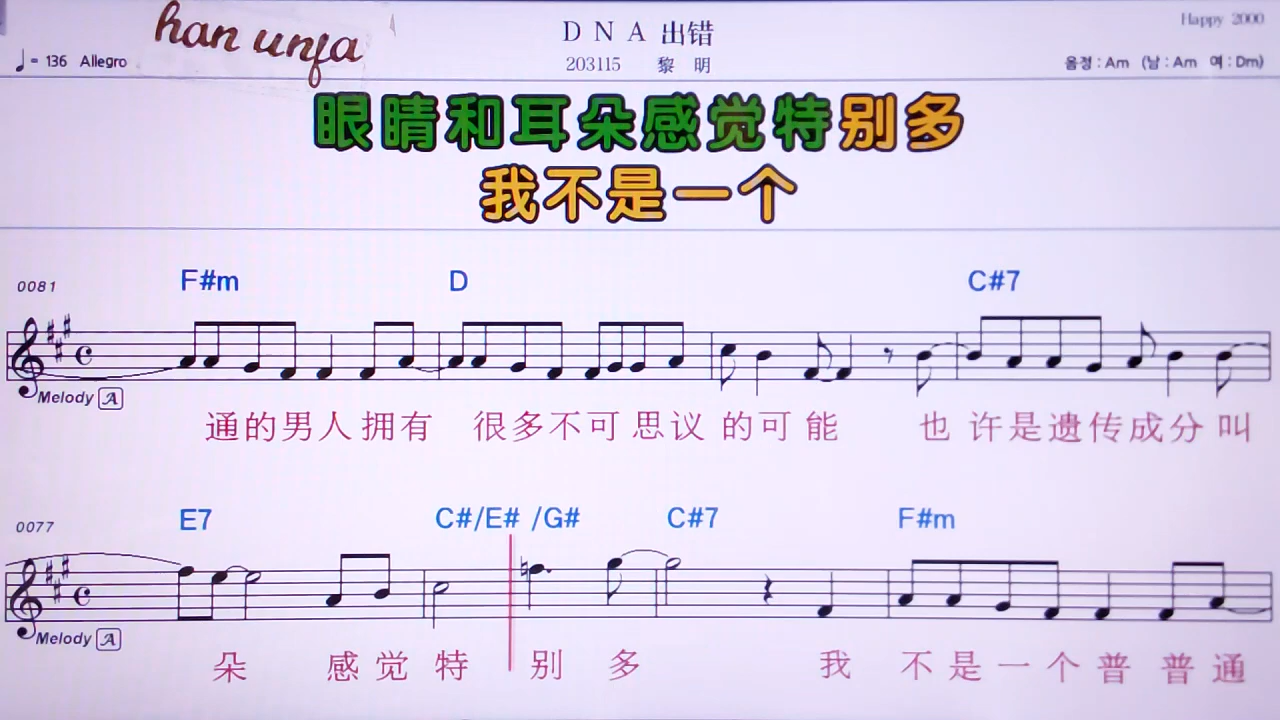 han unfa
D N A 出错
Happy 2000
♩= 136 Allegro
203115 黎 明
음정 : Am (남 : Am 여 : Dm)
眼睛和耳朵感觉特别多
我不是一个
0081 F#m D C#7
Melody A
通的男人拥有 很多不可思议的可能 也许是遗传成分叫
0077 E7 C#/E# /G# C#7 F#m
Melody A
朵 感觉特别多 我不是一个普普通